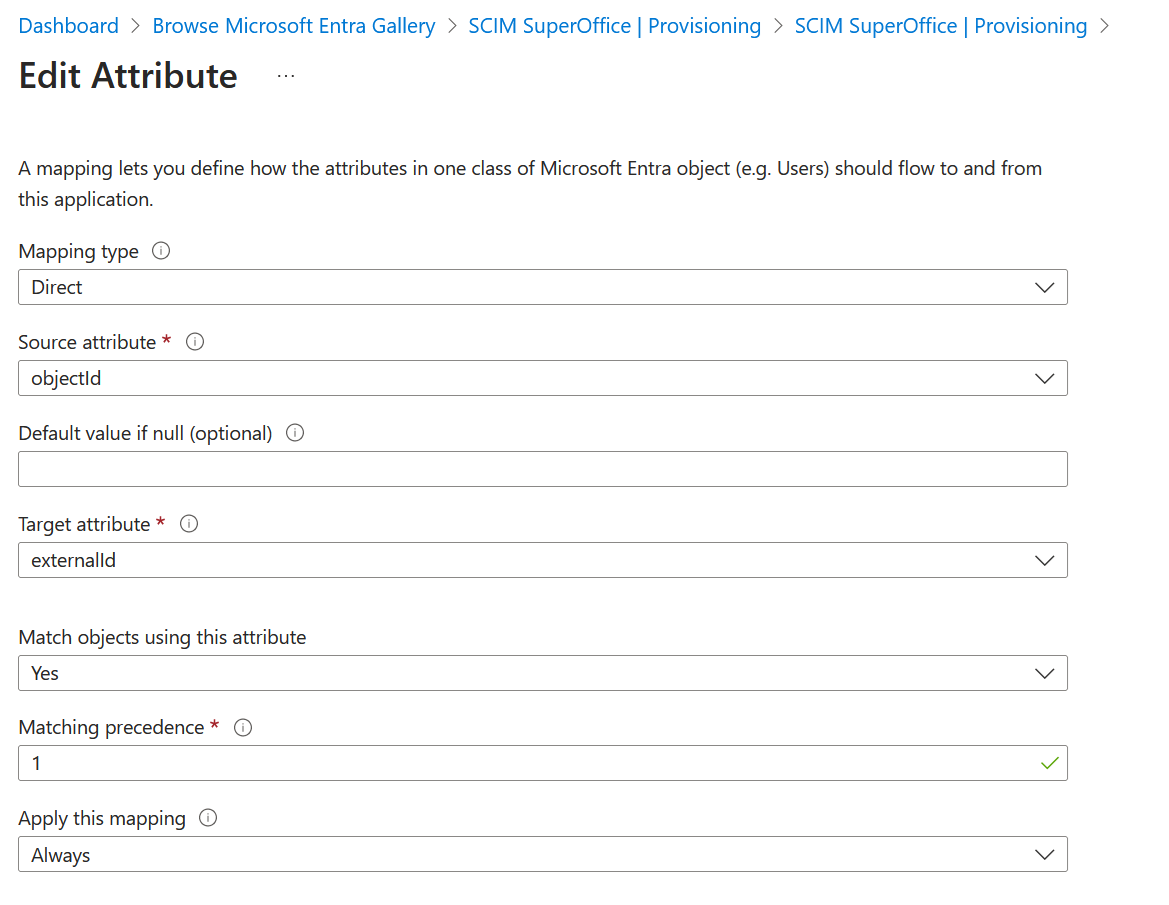 Dashboard > Browse Microsoft Entra Gallery > SCIM SuperOffice | Provisioning > SCIM SuperOffice | Provisioning >
Edit Attribute ...
A mapping lets you define how the attributes in one class of Microsoft Entra object (e.g. Users) should flow to and from
this application.
Mapping type
Direct
Source attribute *
objectId
Default value if null (optional)
Target attribute *
externalId
Match objects using this attribute
Yes
Matching precedence *
1
Apply this mapping
Always